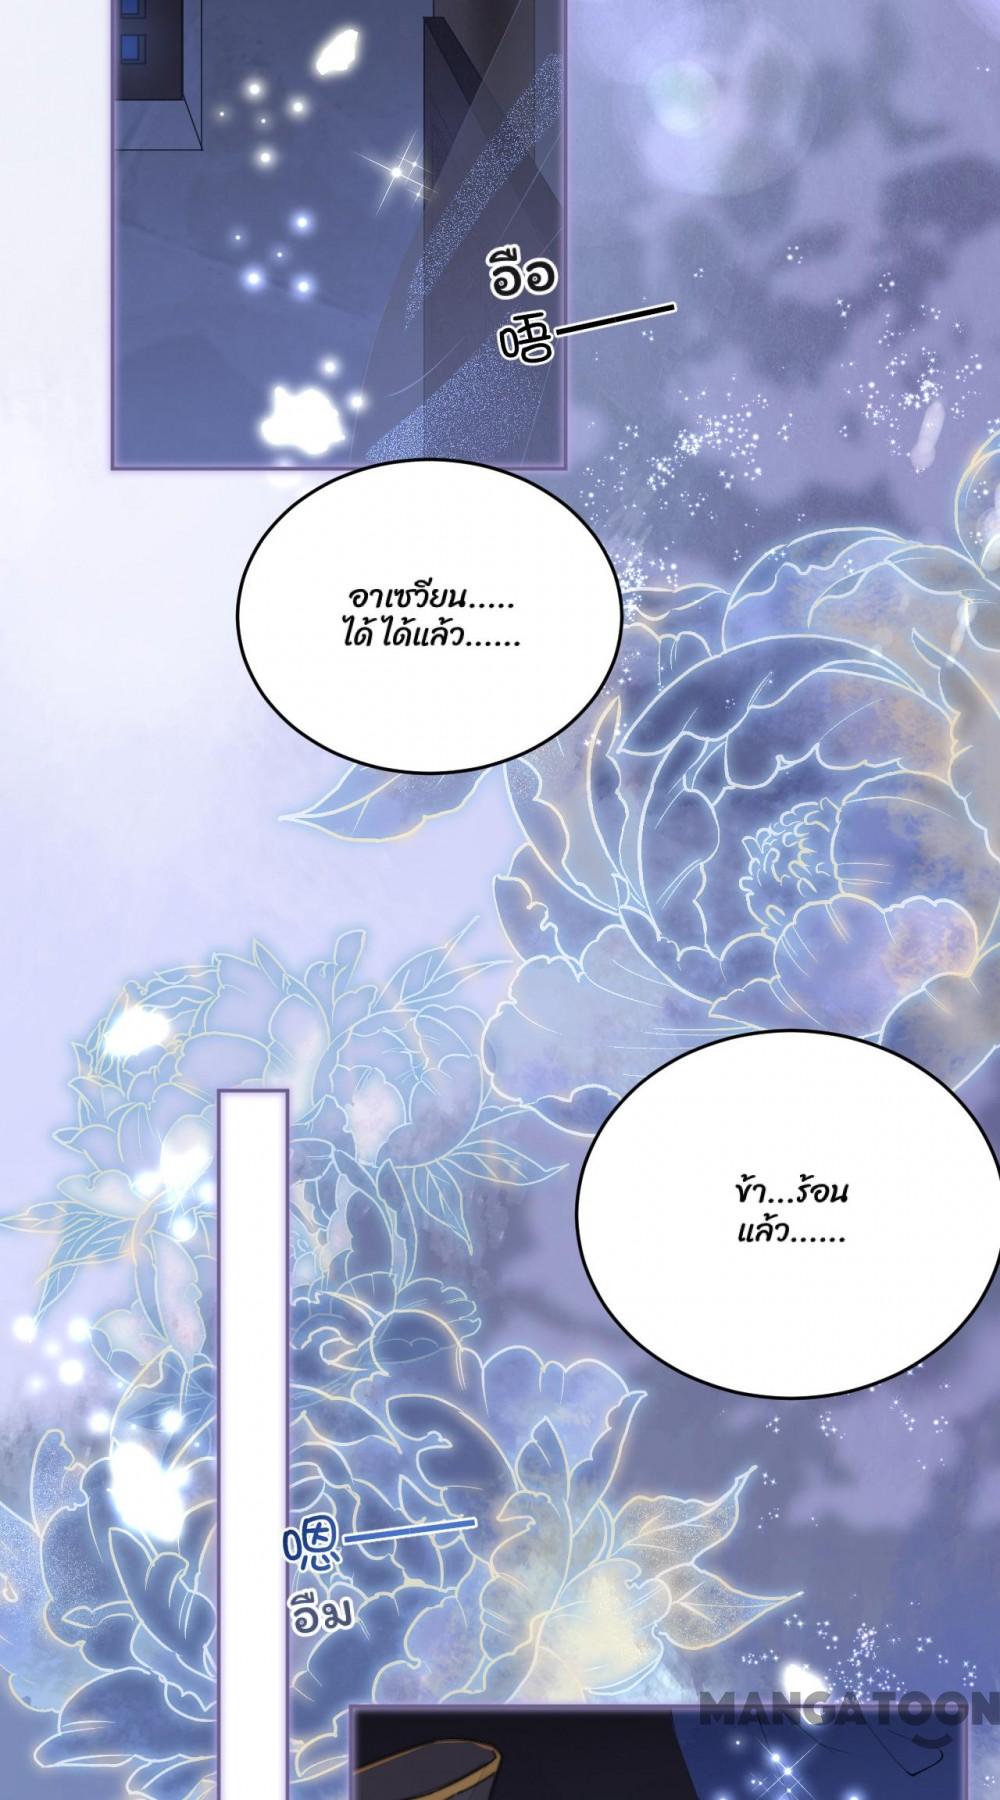 อือ
唔——
อาเซวียน.....
ได้ ได้แล้ว......
ข้า...ร้อน
แล้ว......
嗯——
อืม
MANGATOON